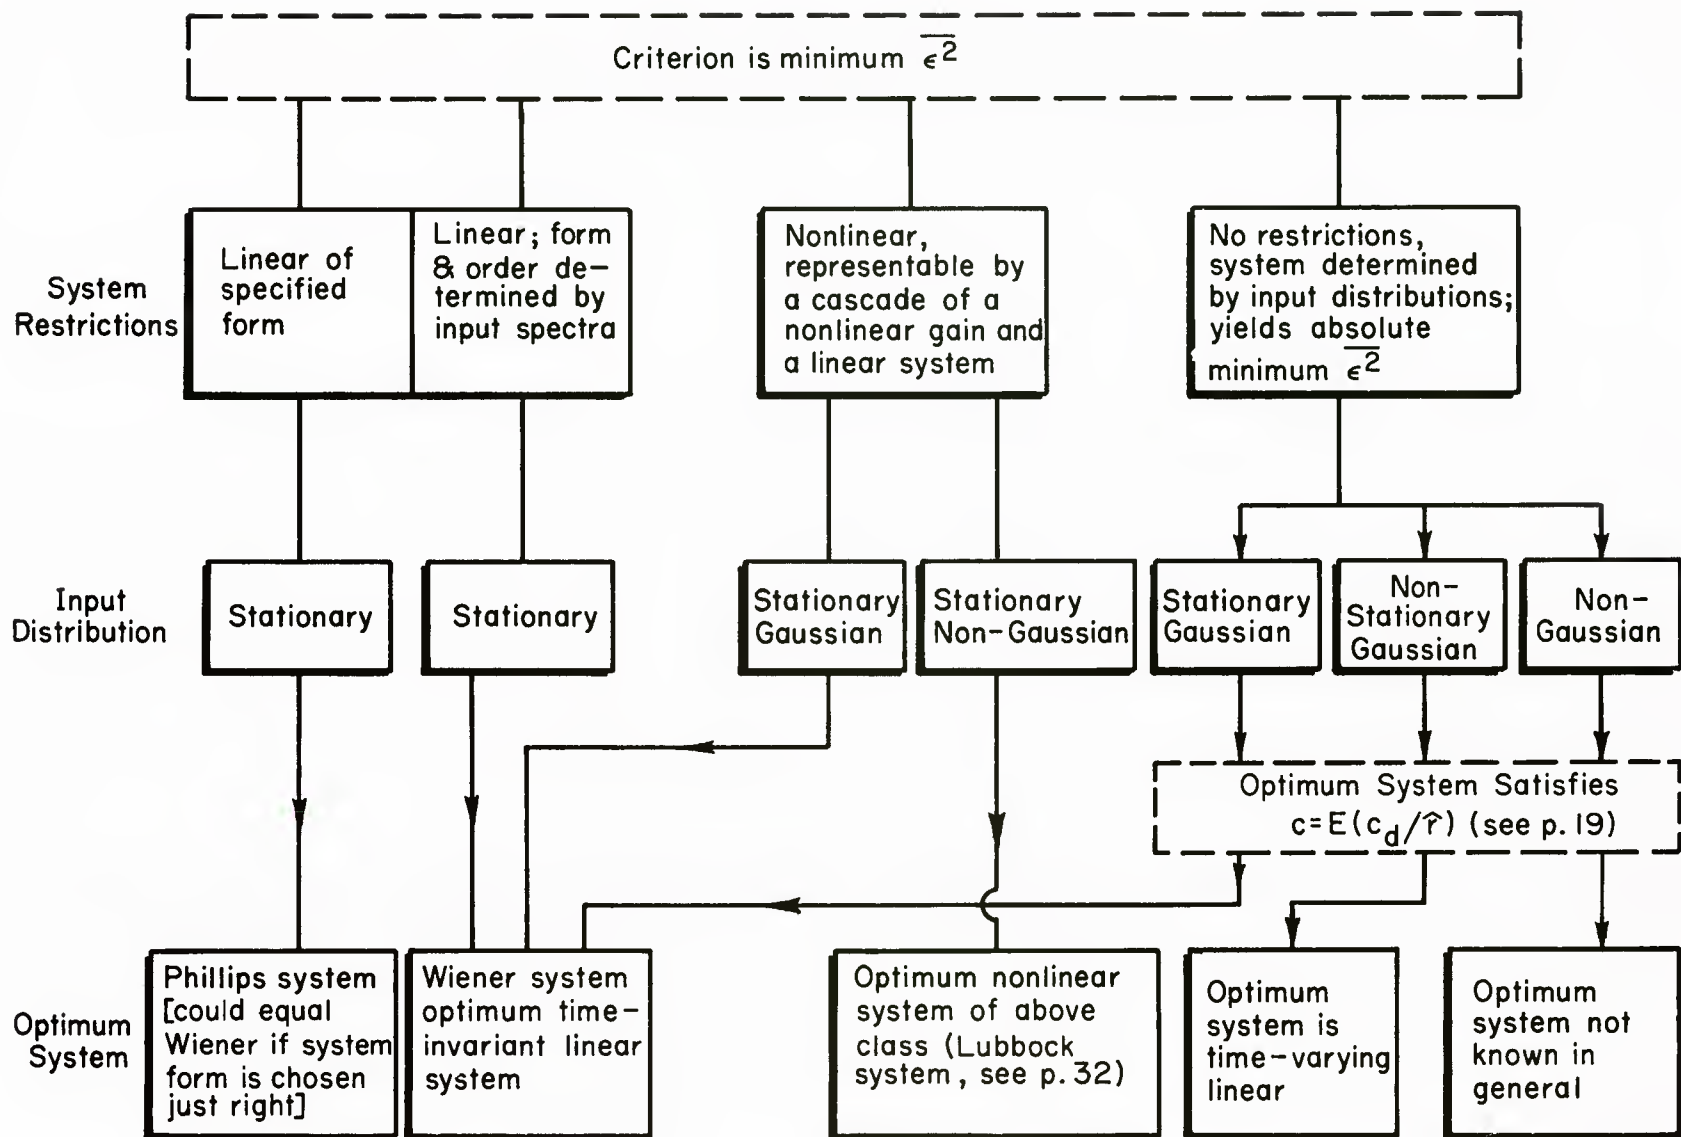 Criterion is minimum ε²
System
Restrictions
Linear of
specified
form
Linear; form
& order de-
termined by
input spectra
Nonlinear,
representable by
a cascade of a
nonlinear gain and
a linear system
No restrictions,
system determined
by input distributions;
yields absolute
minimum ε²
Input
Distribution
Stationary
Stationary
Stationary
Gaussian
Stationary
Non-Gaussian
Stationary
Gaussian
Non-
Stationary
Gaussian
Non-
Gaussian
Optimum System Satisfies
c=E(c_d/r̂) (see p. 19)
Optimum
System
Phillips system
[could equal
Wiener if system
form is chosen
just right]
Wiener system
optimum time-
invariant linear
system
Optimum nonlinear
system of above
class (Lubbock
system, see p. 32)
Optimum
system is
time-varying
linear
Optimum
system not
known in
general